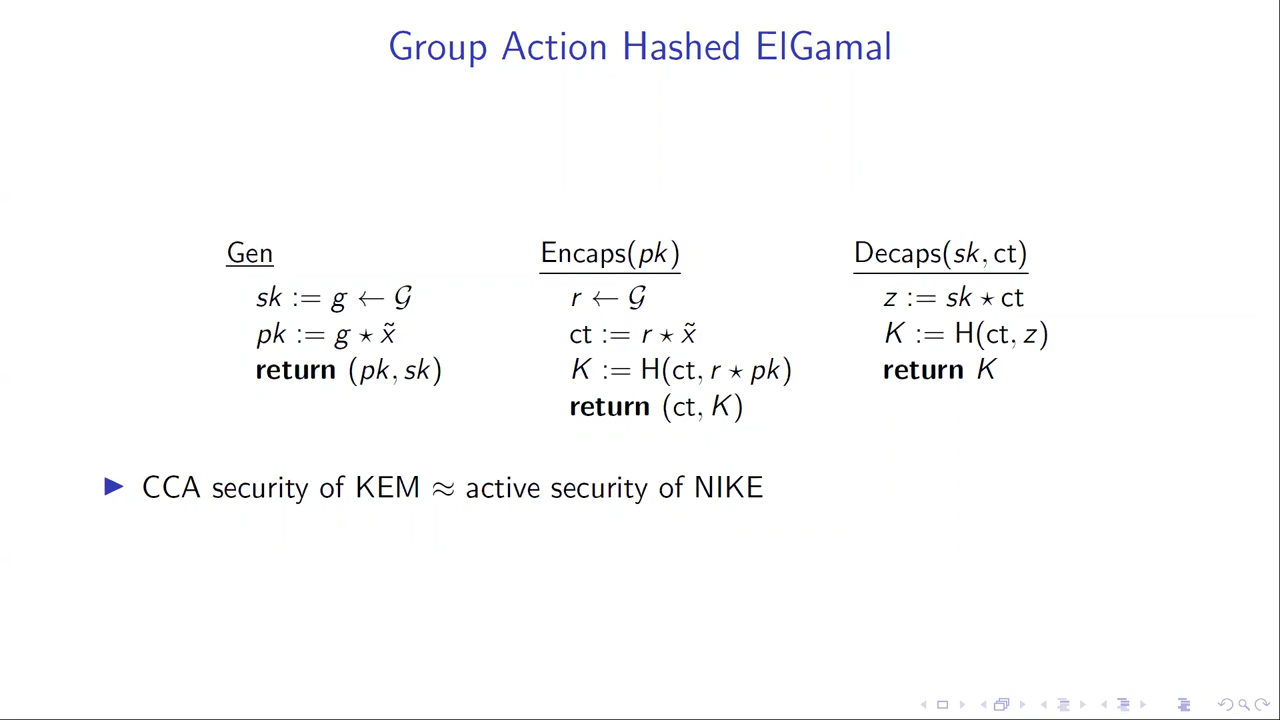 Group Action Hashed ElGamal
Gen
sk := g ← 𝒢
pk := g ⋆ x̃
return (pk, sk)
Encaps(pk)
r ← 𝒢
ct := r ⋆ x̃
K := H(ct, r ⋆ pk)
return (ct, K)
Decaps(sk, ct)
z := sk ⋆ ct
K := H(ct, z)
return K
▶ CCA security of KEM ≈ active security of NIKE